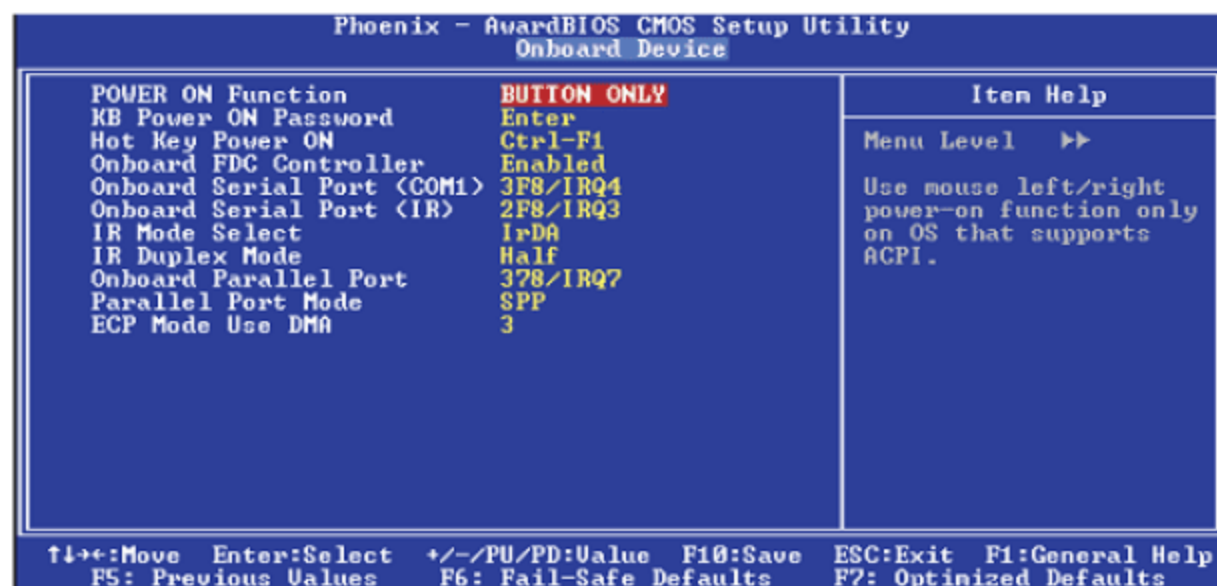 Phoenix - AwardBIOS CMOS Setup Utility
Onboard Device
POWER ON Function BUTTON ONLY
KB Power ON Password Enter
Hot Key Power ON Ctrl-F1
Onboard FDC Controller Enabled
Onboard Serial Port (COM1) 3F8/IRQ4
Onboard Serial Port (IR) 2F8/IRQ3
IR Mode Select IrDA
IR Duplex Mode Half
Onboard Parallel Port 378/IRQ7
Parallel Port Mode SPP
ECP Mode Use DMA 3
Item Help
Menu Level ▸▸
Use mouse left/right
power-on function only
on OS that supports
ACPI.
↑↓→←:Move Enter:Select +/-/PU/PD:Value F10:Save ESC:Exit F1:General Help
F5: Previous Values F6: Fail-Safe Defaults F7: Optimized Defaults